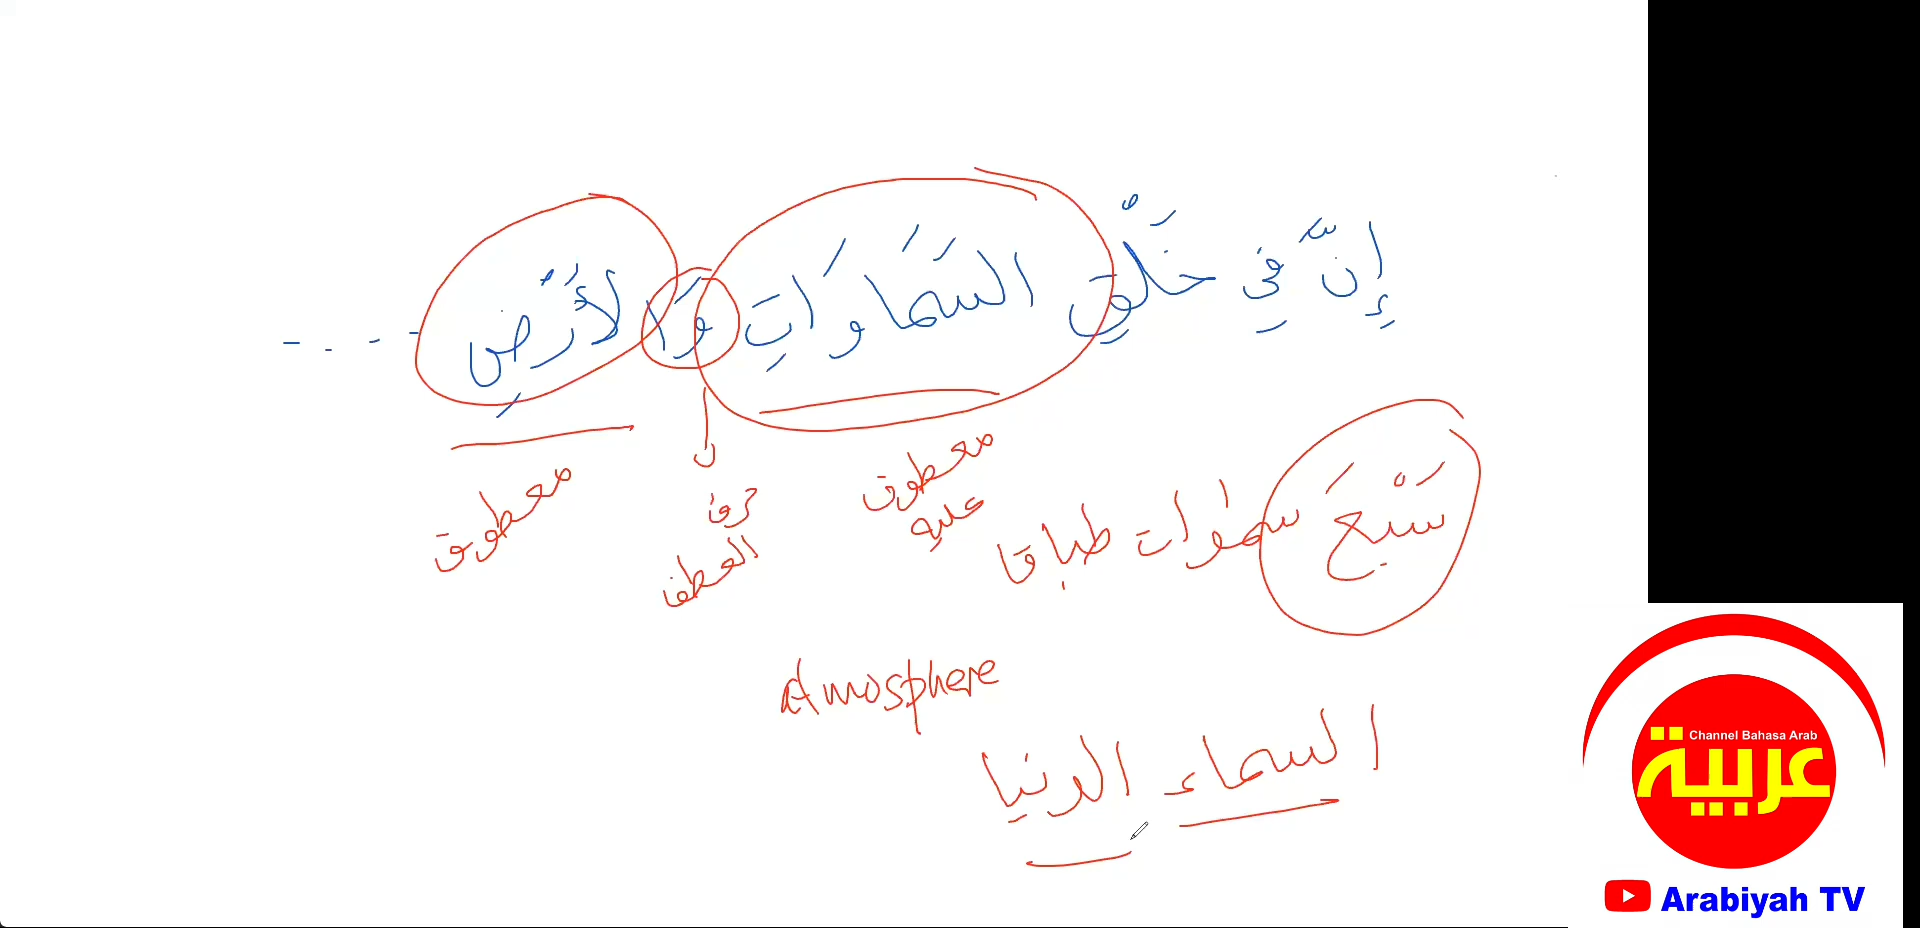 إِنَّ فِي خَلْقِ السَّمَاوَاتِ وَالْأَرْضِ - . - - . .
معطوف عليه
حرف العطف
معطوف
سَبْعَ سموات طباقا
Atmosphere
السماء الدنيا
Channel Bahasa Arab
عربية
Arabiyah TV